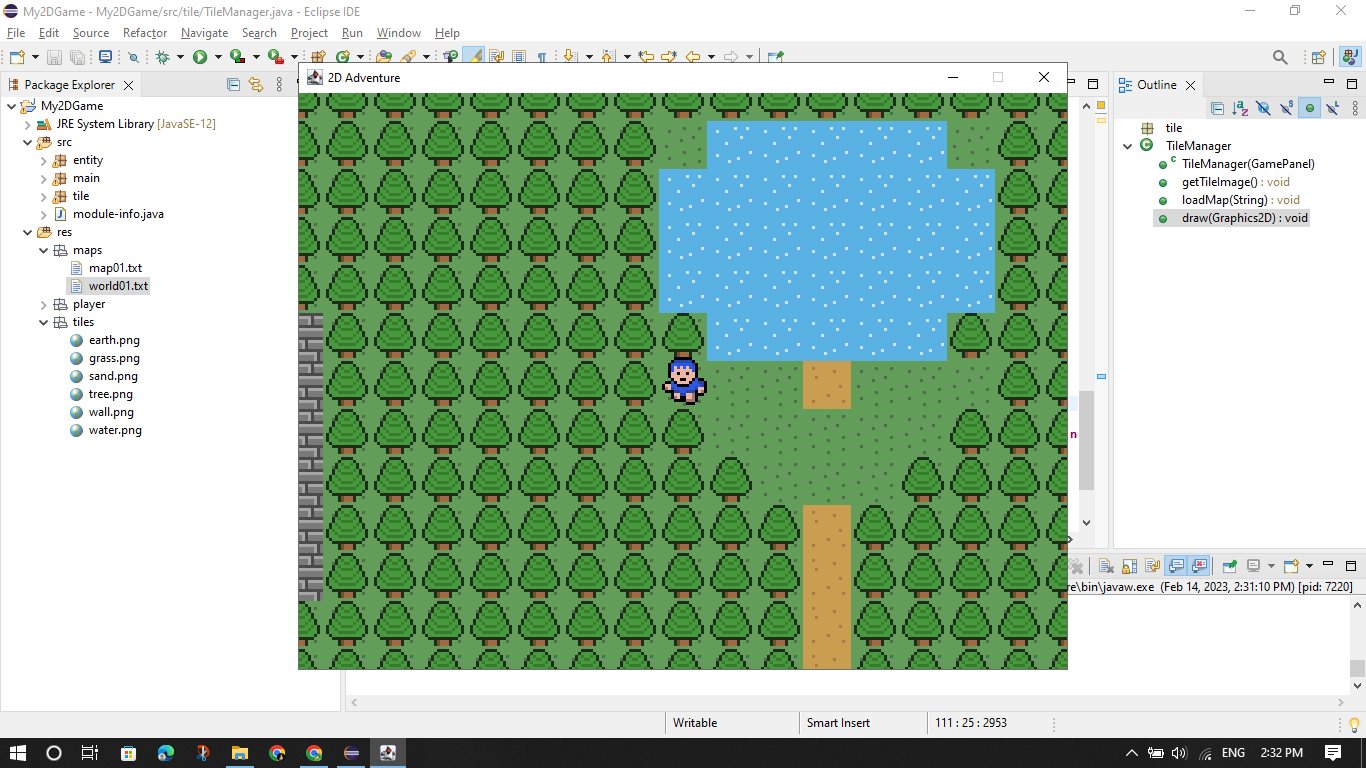 My2DGame - My2DGame/src/tile/TileManager.java - Eclipse IDE
File Edit Source Refactor Navigate Search Project Run Window Help
Package Explorer
My2DGame
JRE System Library [JavaSE-12]
src
entity
main
tile
module-info.java
res
maps
map01.txt
world01.txt
player
tiles
earth.png
grass.png
sand.png
tree.png
wall.png
water.png
2D Adventure
n
Outline
tile
TileManager
TileManager(GamePanel)
getTileImage() : void
loadMap(String) : void
draw(Graphics2D) : void
re\bin\javaw.exe (Feb 14, 2023, 2:31:10 PM) [pid: 7220]
Writable Smart Insert 111 : 25 : 2953
ENG 2:32 PM